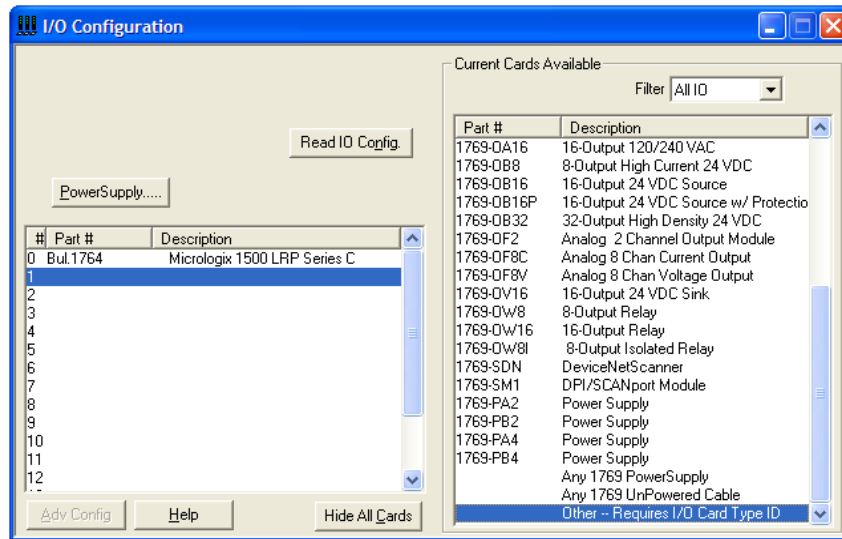 I/O Configuration
Read IO Config.
PowerSupply.....
# Part # Description
0 Bul.1764 Micrologix 1500 LRP Series C
1
2
3
4
5
6
7
8
9
10
11
12
Adv Config Help Hide All Cards
Current Cards Available
Filter All IO
Part # Description
1769-OA16 16-Output 120/240 VAC
1769-OB8 8-Output High Current 24 VDC
1769-OB16 16-Output 24 VDC Source
1769-OB16P 16-Output 24 VDC Source w/ Protectio
1769-OB32 32-Output High Density 24 VDC
1769-OF2 Analog 2 Channel Output Module
1769-OF8C Analog 8 Chan Current Output
1769-OF8V Analog 8 Chan Voltage Output
1769-OV16 16-Output 24 VDC Sink
1769-OW8 8-Output Relay
1769-OW16 16-Output Relay
1769-OW8I 8-Output Isolated Relay
1769-SDN DeviceNetScanner
1769-SM1 DPI/SCANport Module
1769-PA2 Power Supply
1769-PB2 Power Supply
1769-PA4 Power Supply
1769-PB4 Power Supply
Any 1769 PowerSupply
Any 1769 UnPowered Cable
Other -- Requires I/O Card Type ID